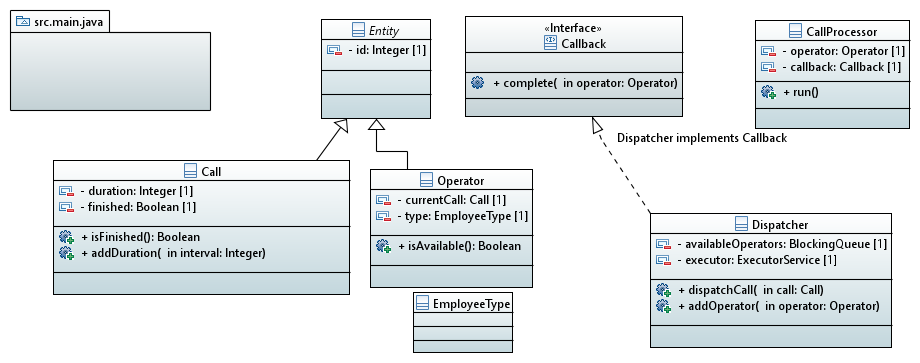 src.main.java
Entity
- id: Integer [1]
«Interface»
Callback
+ complete( in operator: Operator)
CallProcessor
- operator: Operator [1]
- callback: Callback [1]
+ run()
Dispatcher implements Callback
Call
- duration: Integer [1]
- finished: Boolean [1]
+ isFinished(): Boolean
+ addDuration( in interval: Integer)
Operator
- currentCall: Call [1]
- type: EmployeeType [1]
+ isAvailable(): Boolean
EmployeeType
Dispatcher
- availableOperators: BlockingQueue [1]
- executor: ExecutorService [1]
+ dispatchCall( in call: Call)
+ addOperator( in operator: Operator)